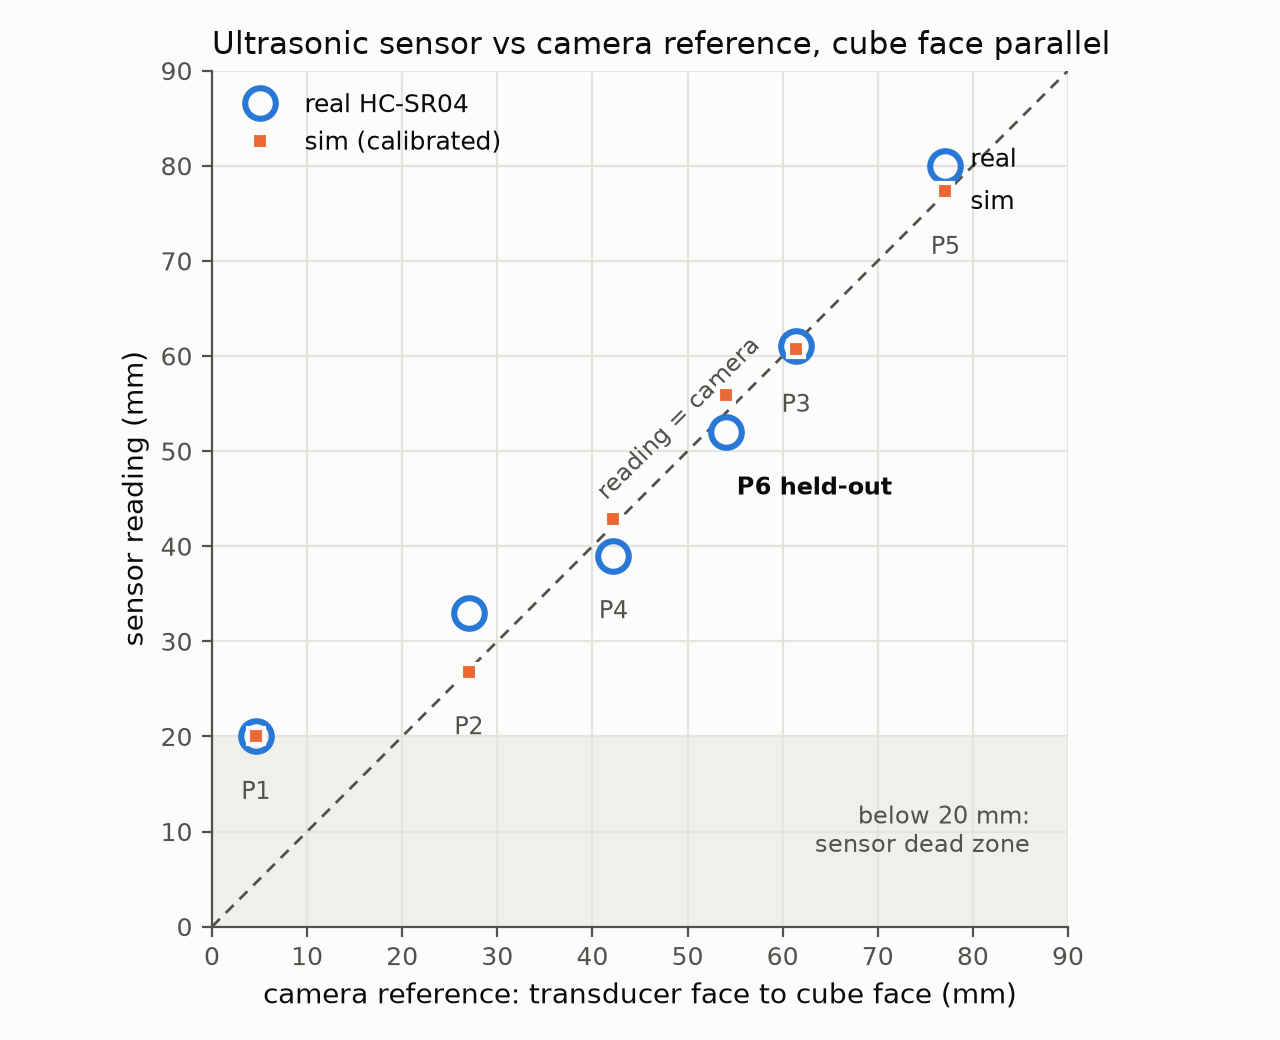 Ultrasonic sensor vs camera reference, cube face parallel
real HC-SR04
sim (calibrated)
90
80
70
60
50
40
30
20
10
0
sensor reading (mm)
real
sim
P5
reading = camera
P3
P6 held-out
P4
P2
P1
below 20 mm:
sensor dead zone
0 10 20 30 40 50 60 70 80 90
camera reference: transducer face to cube face (mm)